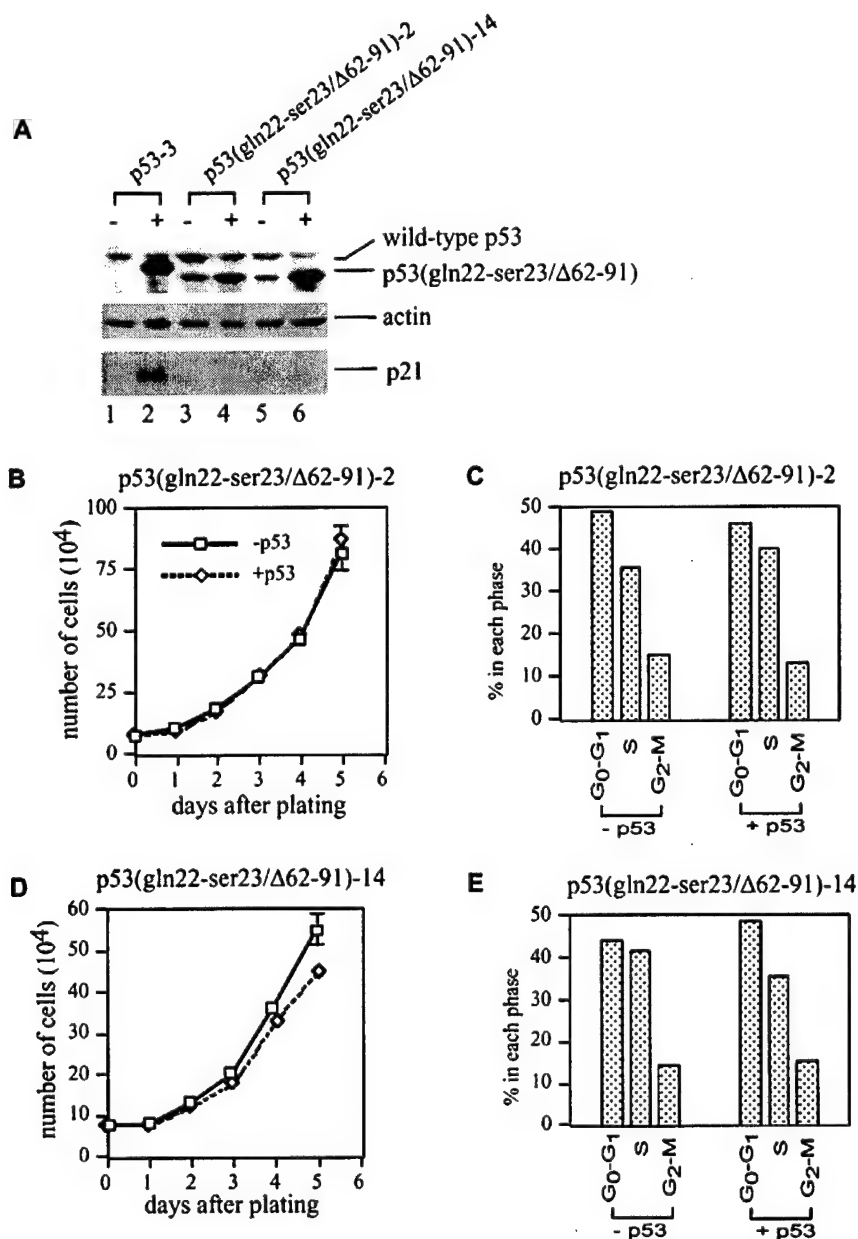 A
p53-3
p53(gln22-ser23/Δ62-91)-2
p53(gln22-ser23/Δ62-91)-14
- + - + - +
wild-type p53
p53(gln22-ser23/Δ62-91)
actin
p21
1 2 3 4 5 6
B
p53(gln22-ser23/Δ62-91)-2
number of cells (10⁴)
100
75
50
25
0
-p53
+p53
0 1 2 3 4 5 6
days after plating
C
p53(gln22-ser23/Δ62-91)-2
% in each phase
50
40
30
20
10
0
G₀-G₁ S G₂-M G₀-G₁ S G₂-M
- p53 + p53
D
p53(gln22-ser23/Δ62-91)-14
number of cells (10⁴)
60
50
40
30
20
10
0
0 1 2 3 4 5 6
days after plating
E
p53(gln22-ser23/Δ62-91)-14
% in each phase
50
40
30
20
10
0
G₀-G₁ S G₂-M G₀-G₁ S G₂-M
- p53 + p53